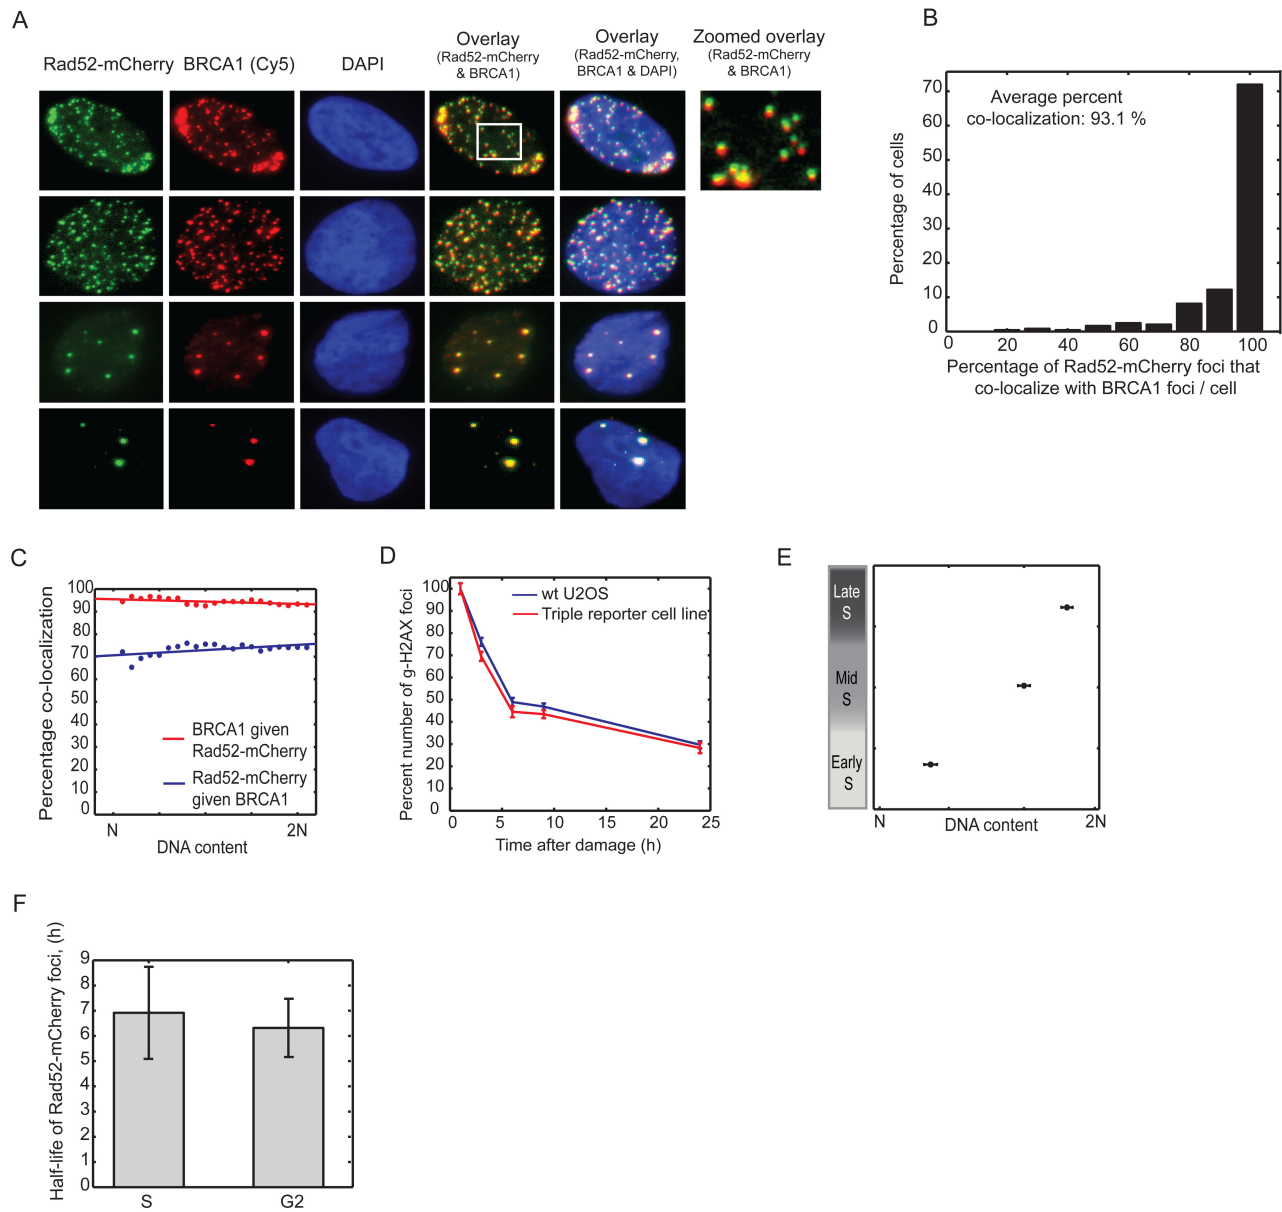 A
Rad52-mCherry
BRCA1 (Cy5)
DAPI
Overlay
(Rad52-mCherry
& BRCA1)
Overlay
(Rad52-mCherry,
BRCA1 & DAPI)
Zoomed overlay
(Rad52-mCherry
& BRCA1)
B
Average percent
co-localization: 93.1 %
Percentage of cells
70
60
50
40
30
20
10
0
0 20 40 60 80 100
Percentage of Rad52-mCherry foci that
co-localize with BRCA1 foci / cell
C
Percentage co-localization
100
90
80
70
60
50
40
30
20
10
0
BRCA1 given
Rad52-mCherry
Rad52-mCherry
given BRCA1
N 2N
DNA content
D
Percent number of g-H2AX foci
100
90
80
70
60
50
40
30
20
10
0
wt U2OS
Triple reporter cell line
0 5 10 15 20 25
Time after damage (h)
E
Late
S
Mid
S
Early
S
N 2N
DNA content
F
Half-life of Rad52-mCherry foci, (h)
9
8
7
6
5
4
3
2
1
0
S G2